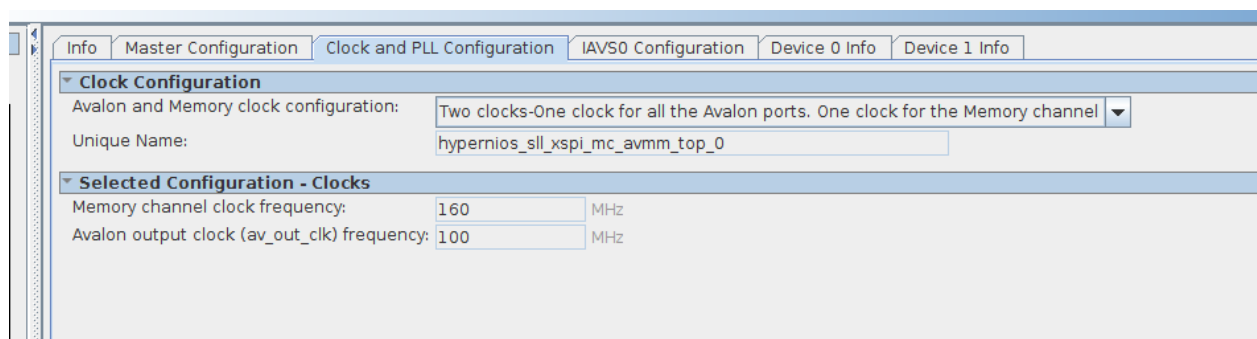 Info Master Configuration Clock and PLL Configuration IAVS0 Configuration Device 0 Info Device 1 Info
Clock Configuration
Avalon and Memory clock configuration: Two clocks-One clock for all the Avalon ports. One clock for the Memory channel
Unique Name: hypernios_sll_xspi_mc_avmm_top_0
Selected Configuration - Clocks
Memory channel clock frequency: 160 MHz
Avalon output clock (av_out_clk) frequency: 100 MHz